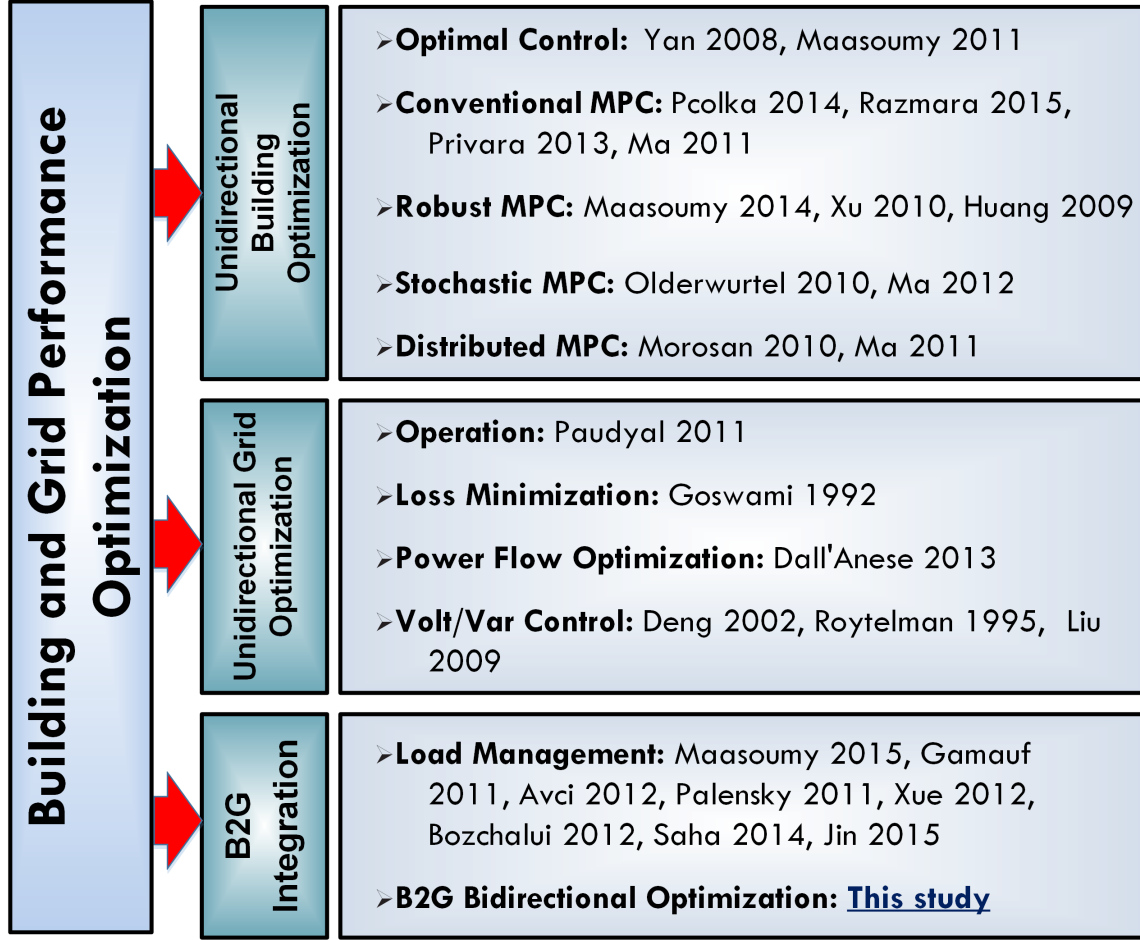 Building and Grid Performance
Optimization
Unidirectional
Building
Optimization
➢Optimal Control: Yan 2008, Maasoumy 2011
➢Conventional MPC: Pcolka 2014, Razmara 2015,
Privara 2013, Ma 2011
➢Robust MPC: Maasoumy 2014, Xu 2010, Huang 2009
➢Stochastic MPC: Olderwurtel 2010, Ma 2012
➢Distributed MPC: Morosan 2010, Ma 2011
Unidirectional Grid
Optimization
➢Operation: Paudyal 2011
➢Loss Minimization: Goswami 1992
➢Power Flow Optimization: Dall'Anese 2013
➢Volt/Var Control: Deng 2002, Roytelman 1995, Liu
2009
B2G
Integration
➢Load Management: Maasoumy 2015, Gamauf
2011, Avci 2012, Palensky 2011, Xue 2012,
Bozchalui 2012, Saha 2014, Jin 2015
➢B2G Bidirectional Optimization: This study